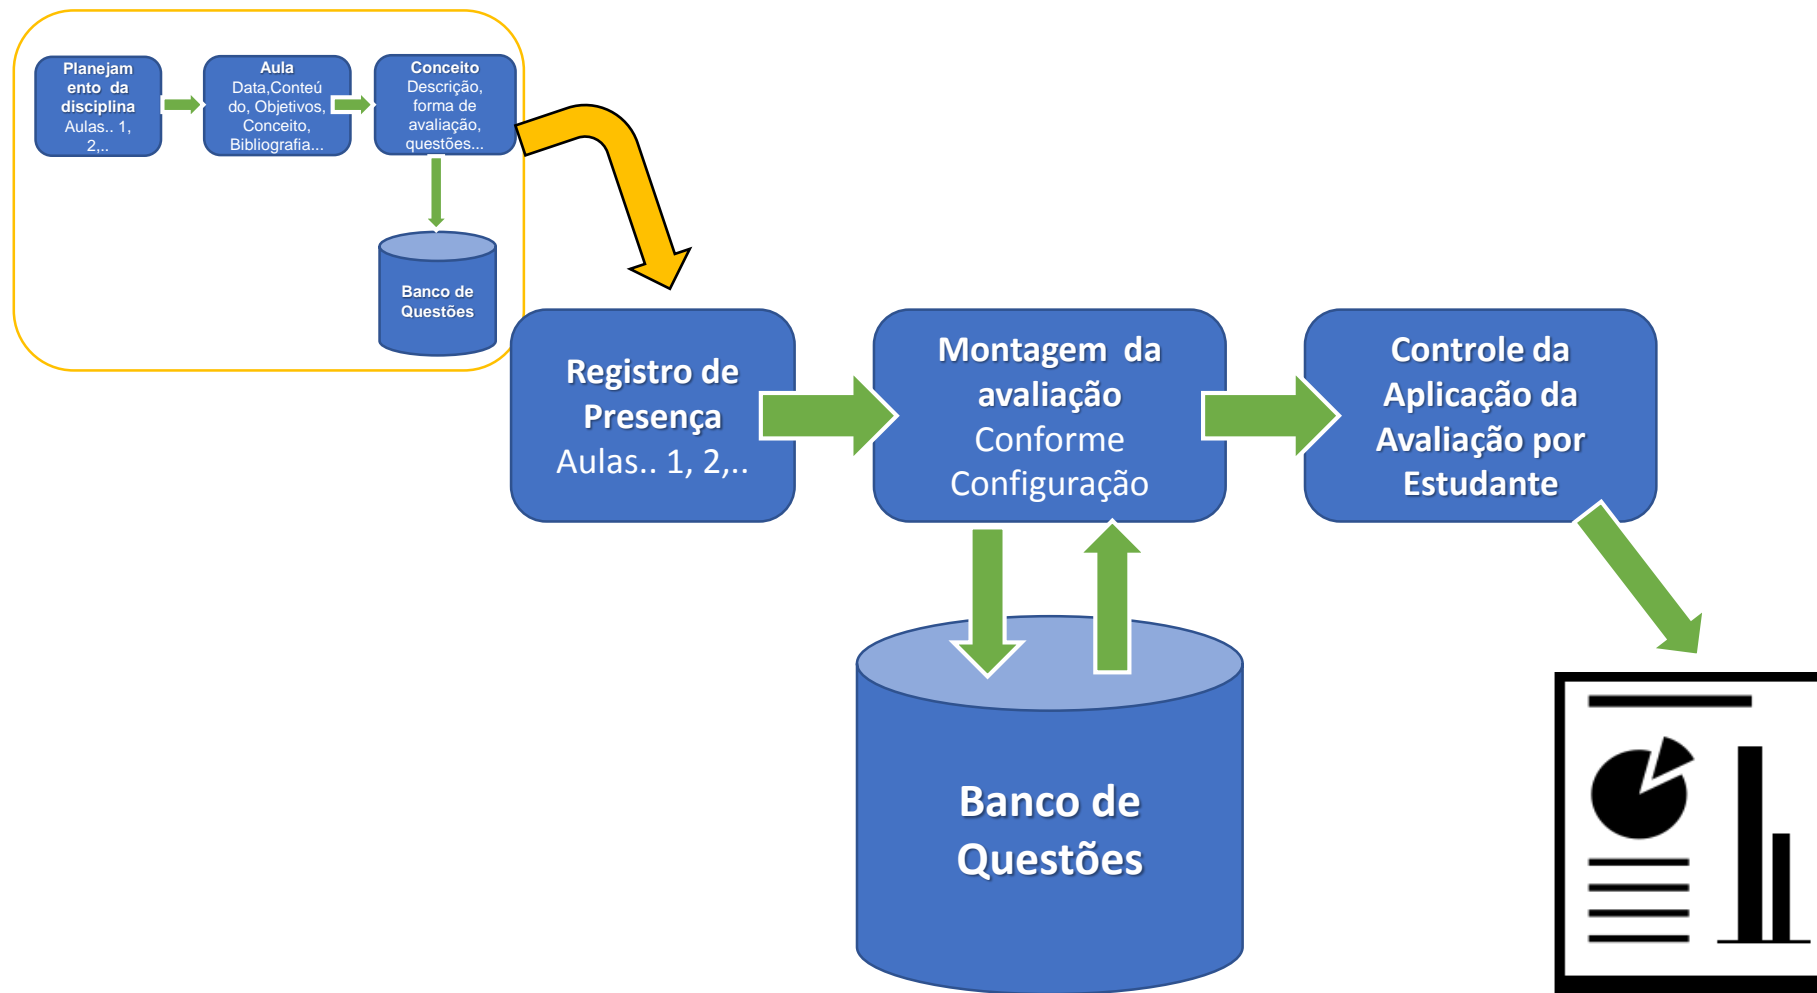 Planejam
ento  da
disciplina
Aulas.. 1,
2,..
Aula
Data,Conteú
do, Objetivos,
Conceito,
Bibliografia...
Conceito
Descrição,
forma de
avaliação,
questões...
Banco de
Questões
Registro de
Presença
Aulas.. 1, 2,..
Montagem  da
avaliação
Conforme
Configuração
Controle da
Aplicação da
Avaliação por
Estudante
Banco de
Questões